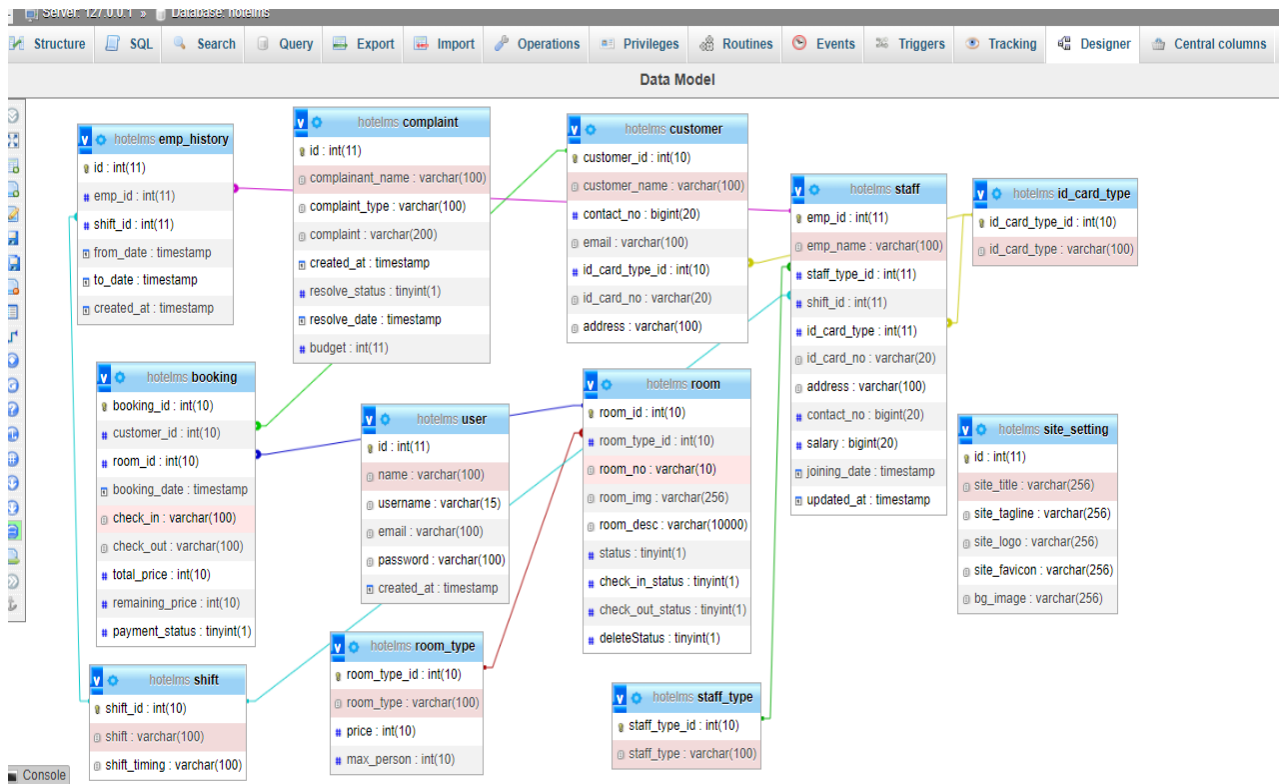 Server: 127.0.0.1 » Database: hotelms
Structure SQL Search Query Export Import Operations Privileges Routines Events Triggers Tracking Designer Central columns
Data Model
hotelms emp_history
id : int(11)
emp_id : int(11)
shift_id : int(11)
from_date : timestamp
to_date : timestamp
created_at : timestamp
hotelms complaint
id : int(11)
complainant_name : varchar(100)
complaint_type : varchar(100)
complaint : varchar(200)
created_at : timestamp
resolve_status : tinyint(1)
resolve_date : timestamp
budget : int(11)
hotelms customer
customer_id : int(10)
customer_name : varchar(100)
contact_no : bigint(20)
email : varchar(100)
id_card_type_id : int(10)
id_card_no : varchar(20)
address : varchar(100)
hotelms staff
emp_id : int(11)
emp_name : varchar(100)
staff_type_id : int(11)
shift_id : int(11)
id_card_type : int(11)
id_card_no : varchar(20)
address : varchar(100)
contact_no : bigint(20)
salary : bigint(20)
joining_date : timestamp
updated_at : timestamp
hotelms id_card_type
id_card_type_id : int(10)
id_card_type : varchar(100)
hotelms booking
booking_id : int(10)
customer_id : int(10)
room_id : int(10)
booking_date : timestamp
check_in : varchar(100)
check_out : varchar(100)
total_price : int(10)
remaining_price : int(10)
payment_status : tinyint(1)
hotelms user
id : int(11)
name : varchar(100)
username : varchar(15)
email : varchar(100)
password : varchar(100)
created_at : timestamp
hotelms room
room_id : int(10)
room_type_id : int(10)
room_no : varchar(10)
room_img : varchar(256)
room_desc : varchar(10000)
status : tinyint(1)
check_in_status : tinyint(1)
check_out_status : tinyint(1)
deleteStatus : tinyint(1)
hotelms site_setting
id : int(11)
site_title : varchar(256)
site_tagline : varchar(256)
site_logo : varchar(256)
site_favicon : varchar(256)
bg_image : varchar(256)
hotelms shift
shift_id : int(10)
shift : varchar(100)
shift_timing : varchar(100)
hotelms room_type
room_type_id : int(10)
room_type : varchar(100)
price : int(10)
max_person : int(10)
hotelms staff_type
staff_type_id : int(10)
staff_type : varchar(100)
Console